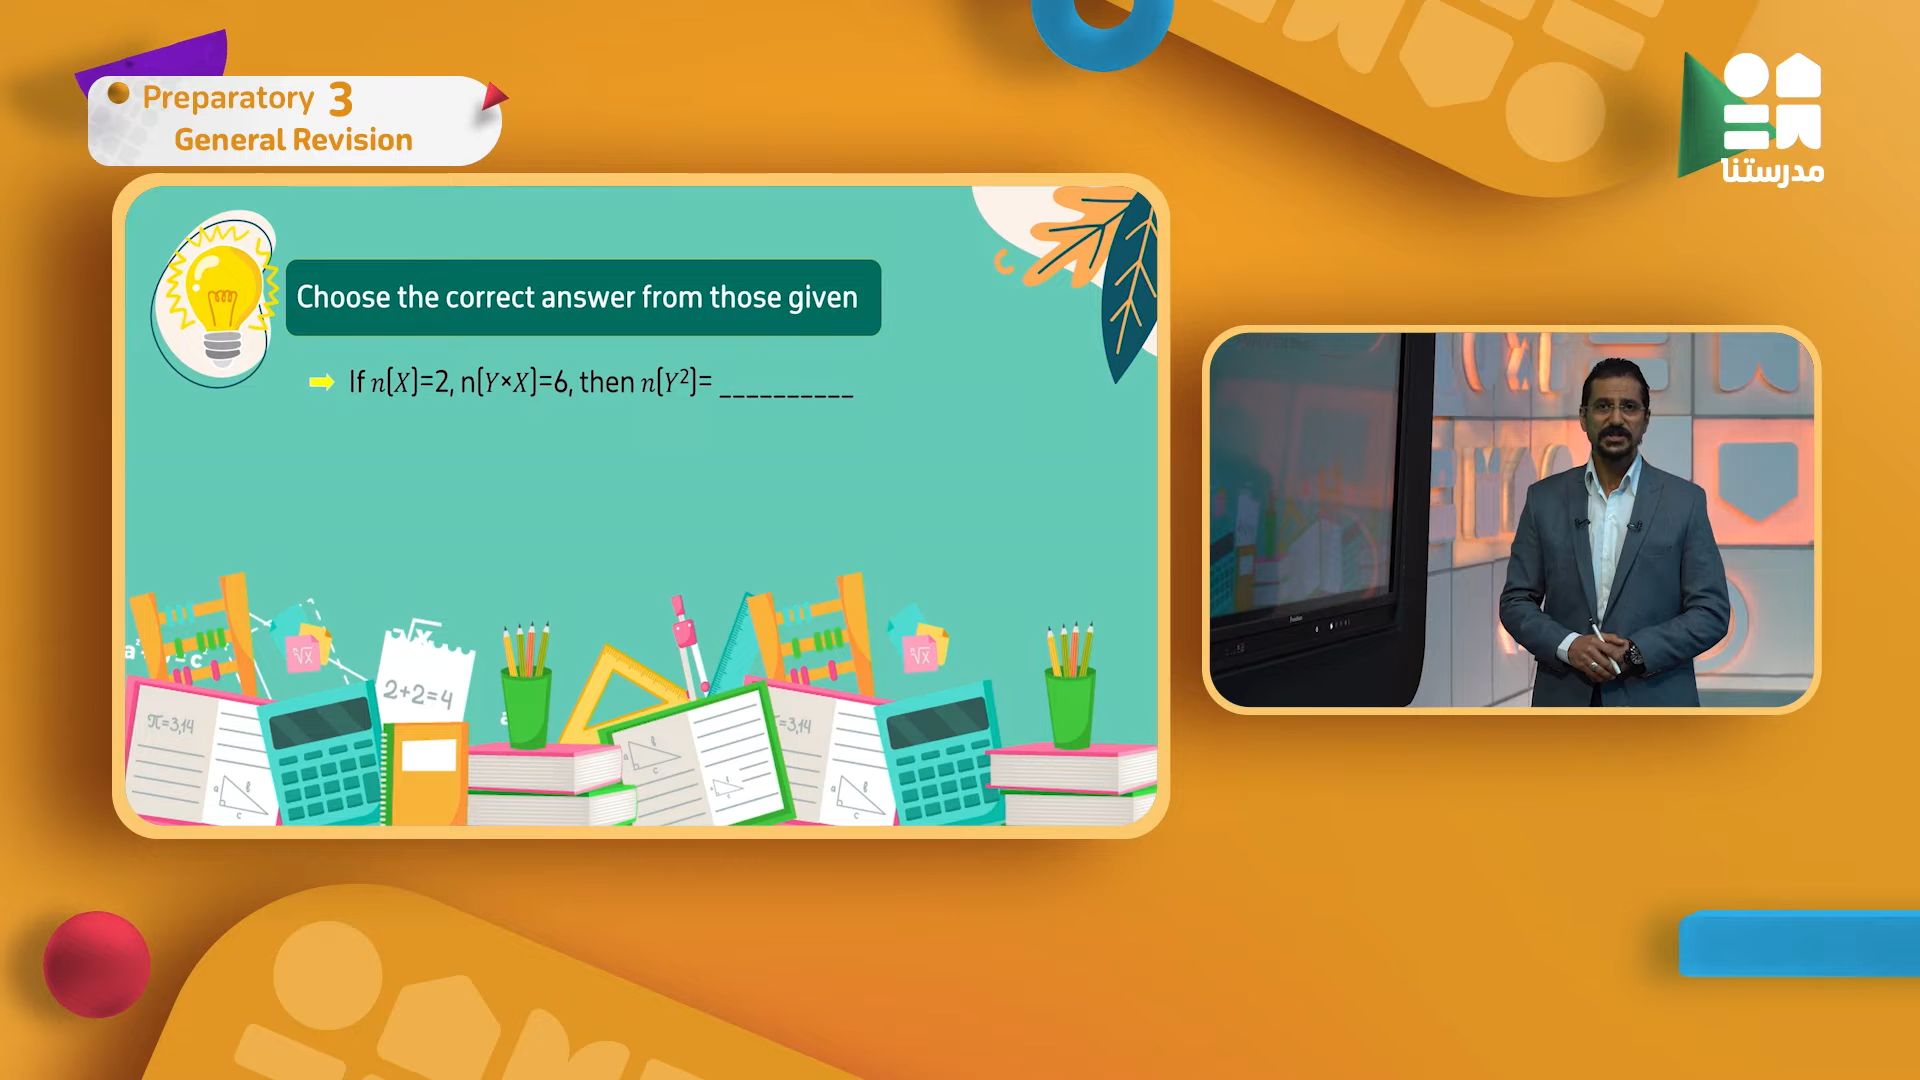 Preparatory 3
General Revision
مدرستنا
Choose the correct answer from those given
If n(X)=2, n(Y×X)=6, then n(Y²)= __________
√x
2+2=4
π=3,14
a
b
c
√x
a
b
c
=3,14
a
b
c
√x